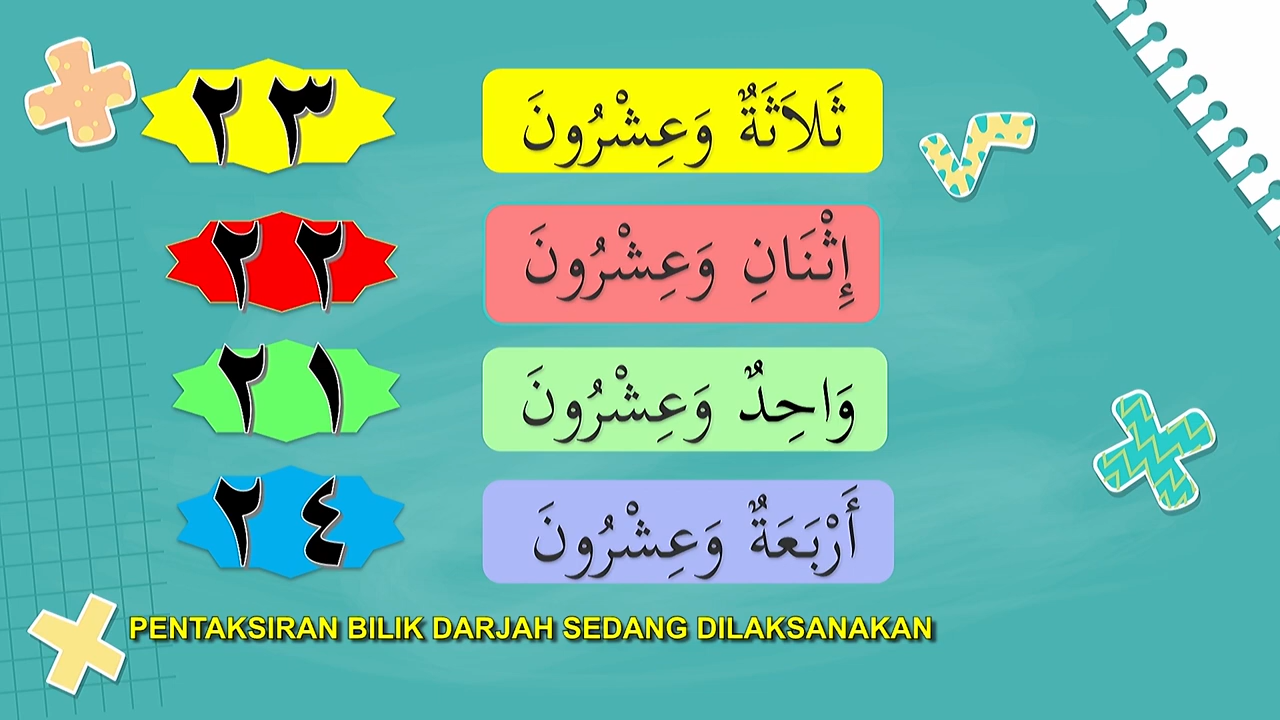 ٢٣ ثَلَاثَةٌ وَعِشْرُونَ
٢٢ إِثْنَانِ وَعِشْرُونَ
٢١ وَاحِدٌ وَعِشْرُونَ
٢٤ أَرْبَعَةٌ وَعِشْرُونَ
PENTAKSIRAN BILIK DARJAH SEDANG DILAKSANAKAN